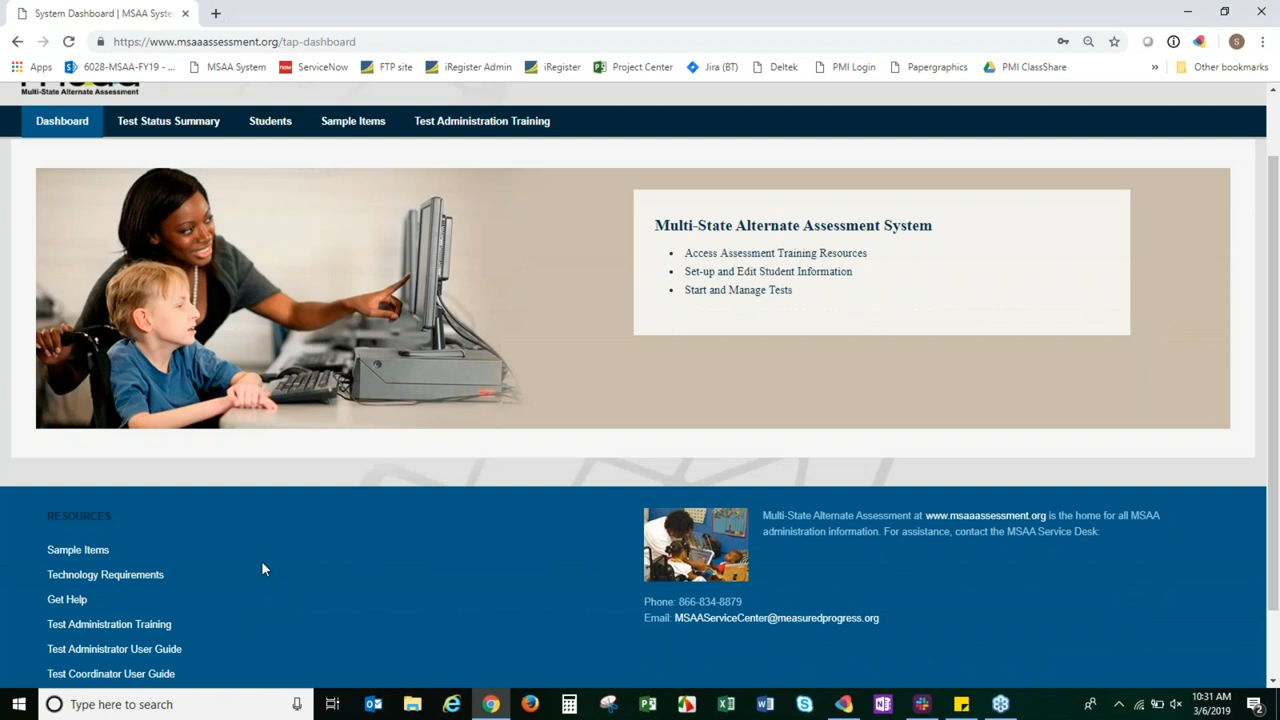 System Dashboard | MSAA Syste
https://www.msaaassessment.org/tap-dashboard
S
Apps 6028-MSAA-FY19 - ... MSAA System ServiceNow FTP site iRegister Admin iRegister Project Center Jira (BT) Deltek PMI Login Papergraphics PMI ClassShare » Other bookmarks
Multi-State Alternate Assessment
Dashboard Test Status Summary Students Sample Items Test Administration Training
Multi-State Alternate Assessment System
• Access Assessment Training Resources
• Set-up and Edit Student Information
• Start and Manage Tests
RESOURCES
Sample Items
Technology Requirements
Get Help
Test Administration Training
Test Administrator User Guide
Test Coordinator User Guide
Multi-State Alternate Assessment at www.msaaassessment.org is the home for all MSAA
administration information. For assistance, contact the MSAA Service Desk:
Phone: 866-834-8879
Email: MSAAServiceCenter@measuredprogress.org
Type here to search
10:31 AM
3/6/2019
2